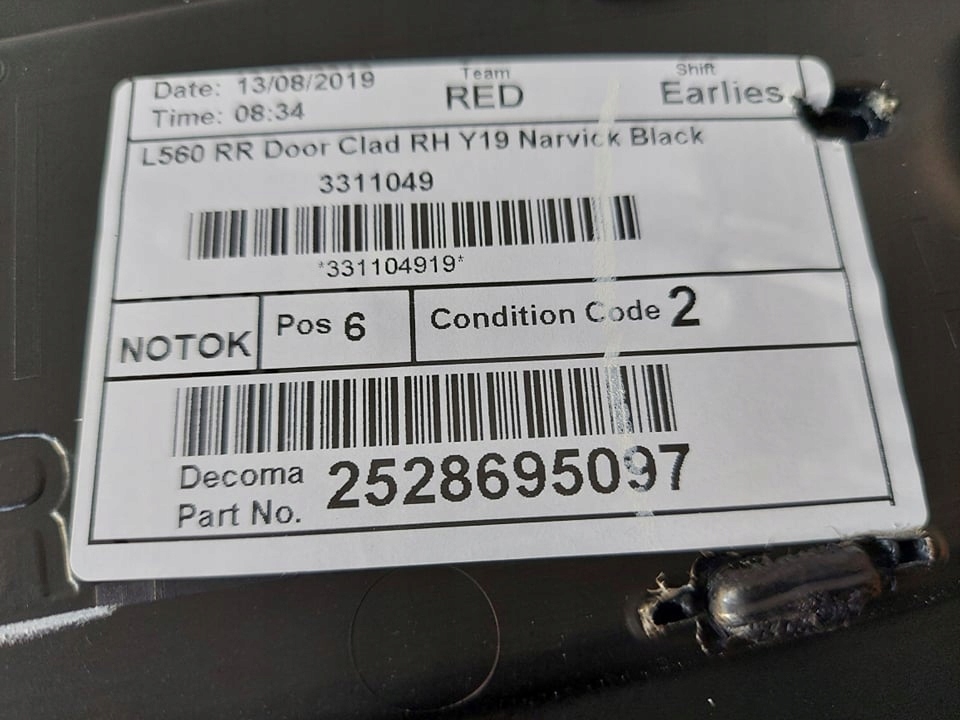 Date: 13/08/2019 Team Shift
Time: 08:34 RED Earlies
L560 RR Door Clad RH Y19 Narvick Black
3311049
*331104919*
NOTOK Pos 6 Condition Code 2
Decoma
Part No. 2528695097
R